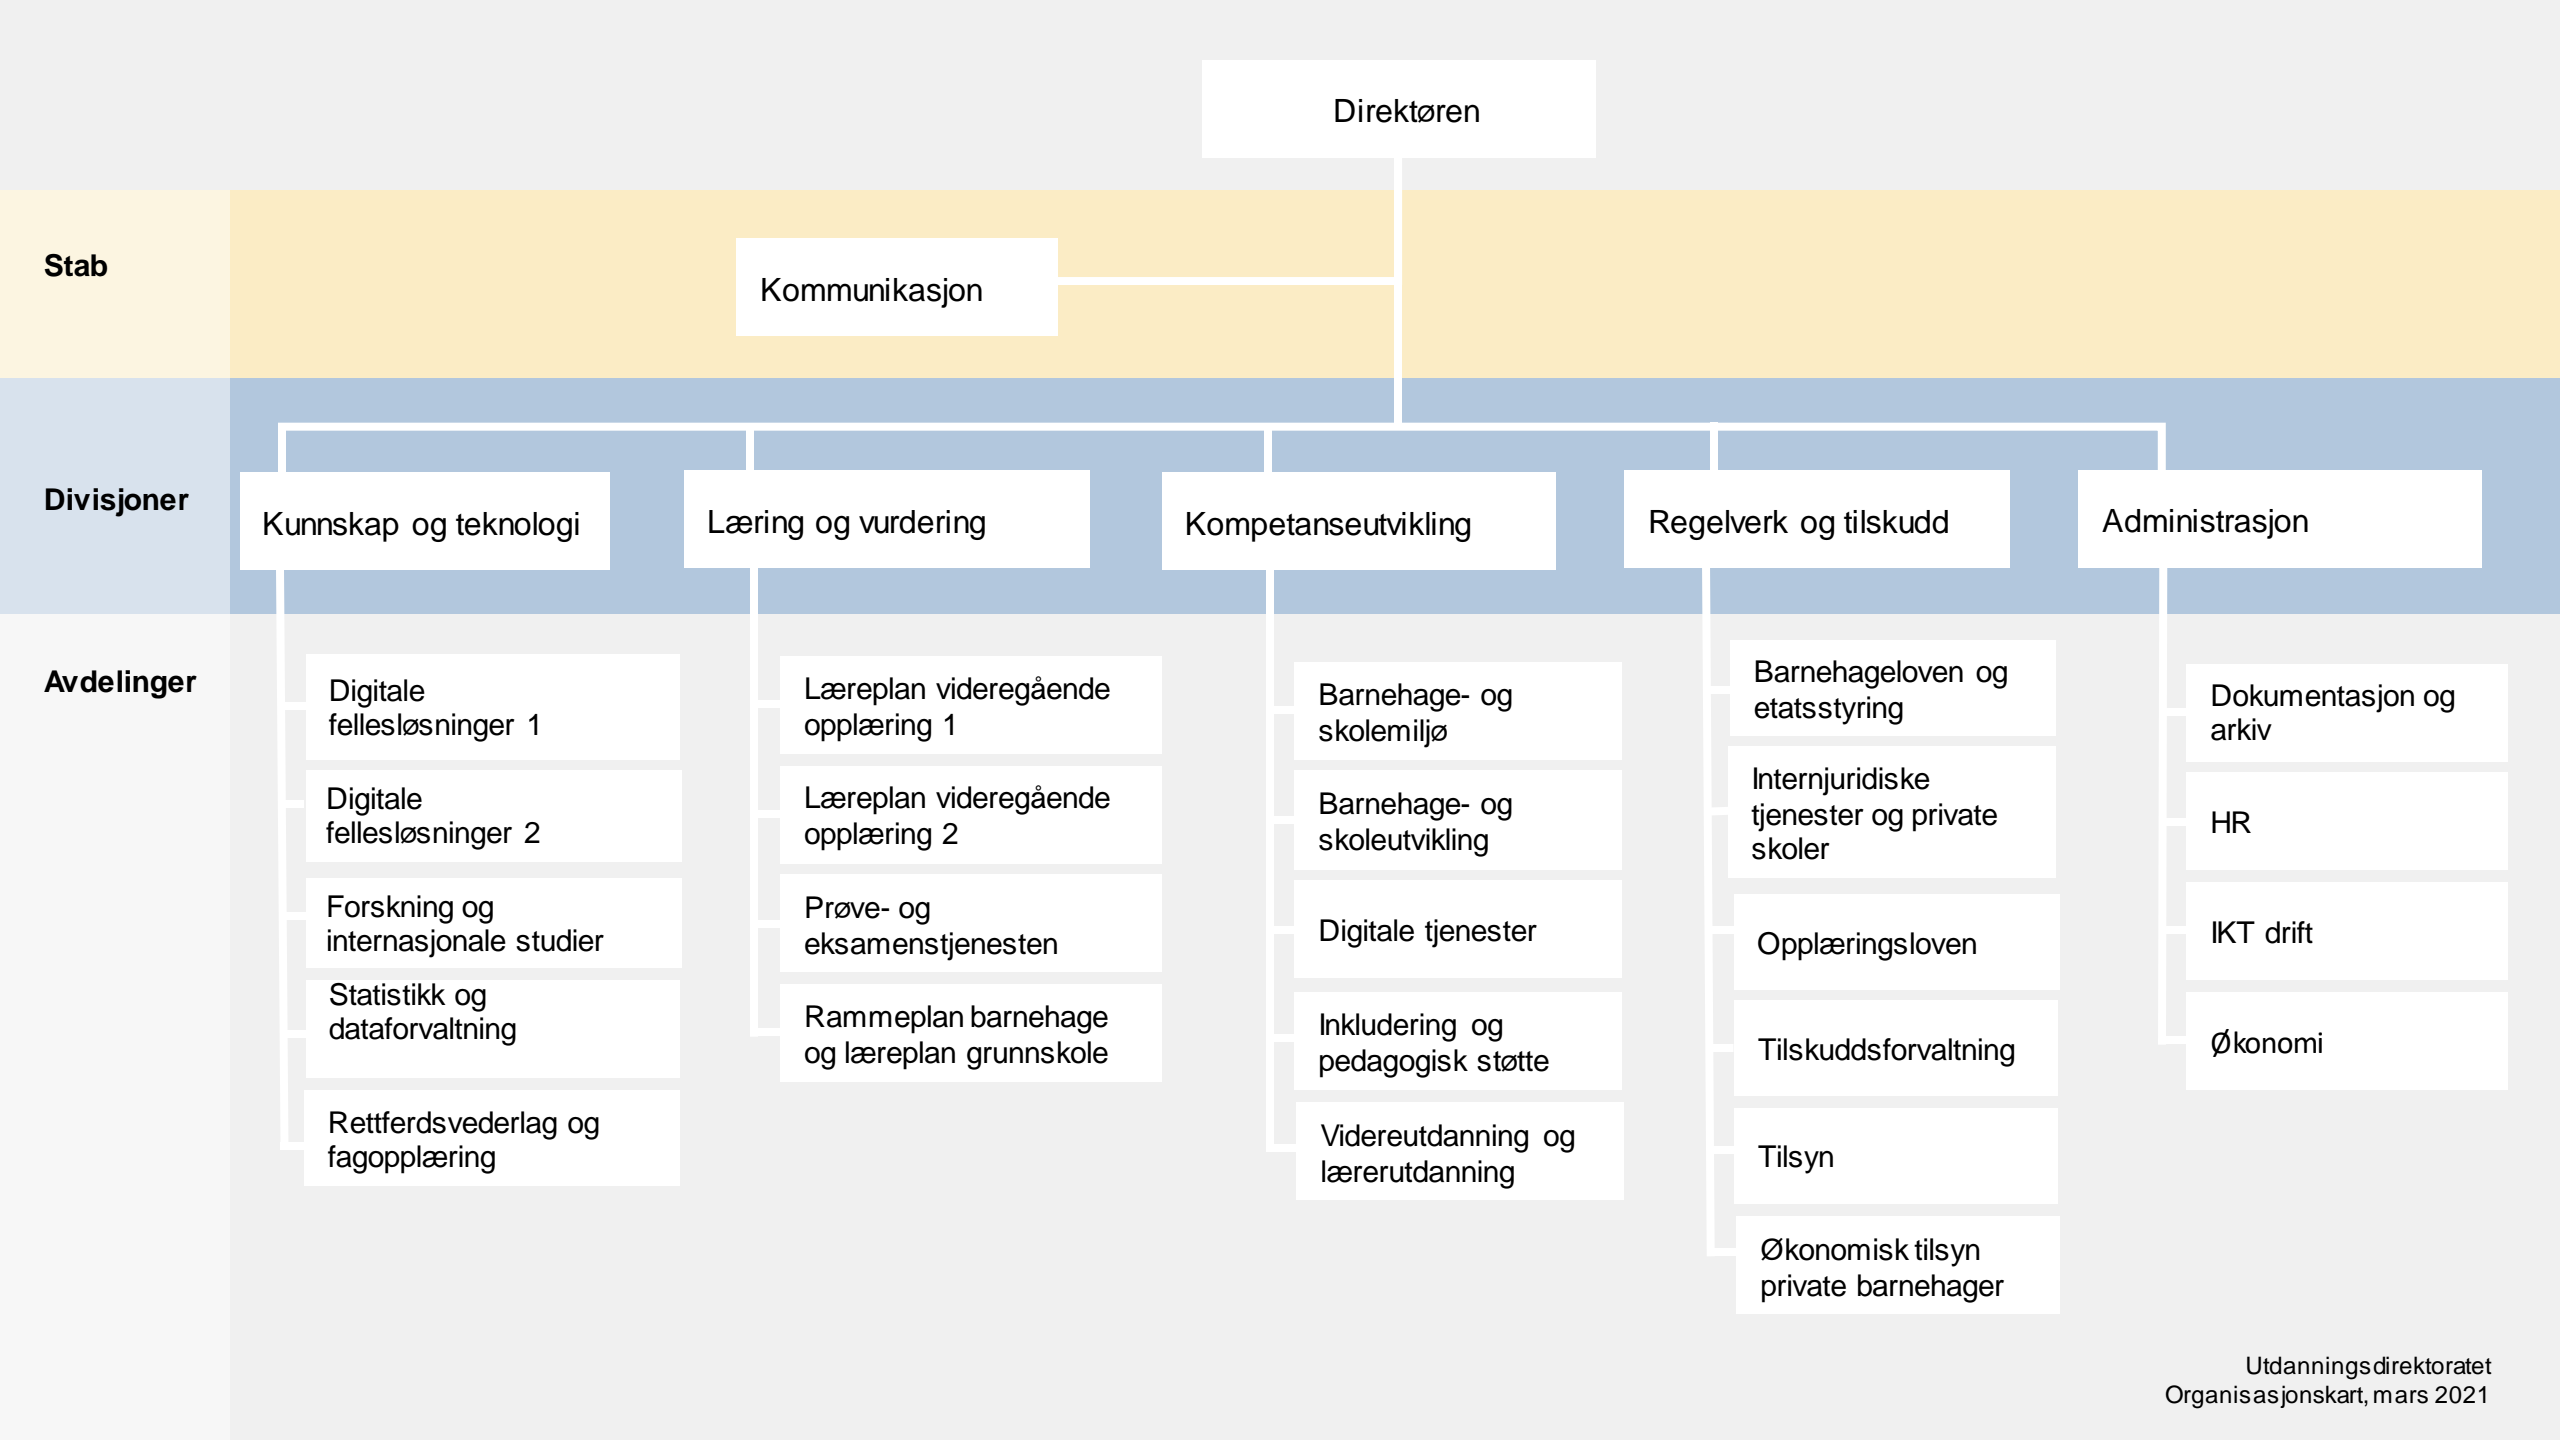 Direktøren
Stab
Kommunikasjon
Divisjoner
Kunnskap og teknologi
Læring og vurdering
Kompetanseutvikling
Regelverk og tilskudd
Administrasjon
Avdelinger
Digitale
fellesløsninger 1
Digitale
fellesløsninger 2
Forskning og
internasjonale studier
Statistikk og
dataforvaltning
Rettferdsvederlag og
fagopplæring
Læreplan videregående
opplæring 1
Læreplan videregående
opplæring 2
Prøve- og
eksamenstjenesten
Rammeplan barnehage
og læreplan grunnskole
Barnehage- og
skolemiljø
Barnehage- og
skoleutvikling
Digitale tjenester
Inkludering og
pedagogisk støtte
Videreutdanning og
lærerutdanning
Barnehageloven og
etatsstyring
Internjuridiske
tjenester og private
skoler
Opplæringsloven
Tilskuddsforvaltning
Tilsyn
Økonomisk tilsyn
private barnehager
Dokumentasjon og
arkiv
HR
IKT drift
Økonomi
Utdanningsdirektoratet
Organisasjonskart, mars 2021